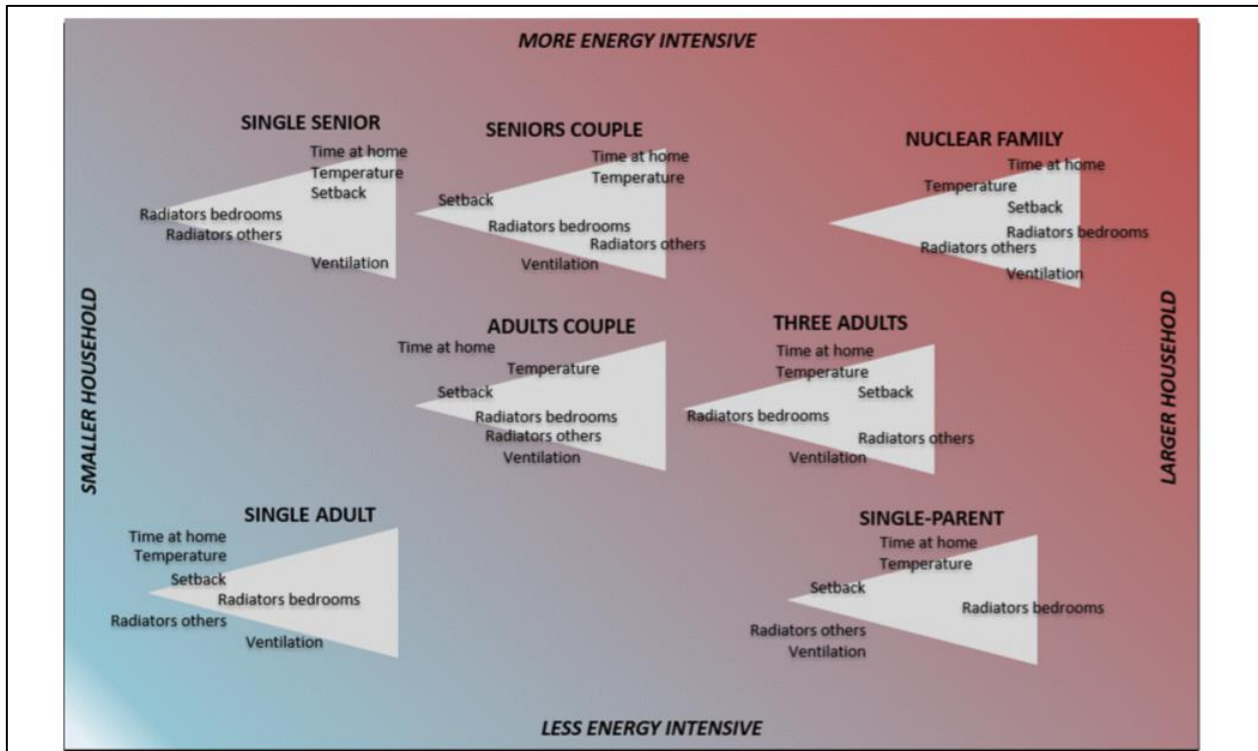 MORE ENERGY INTENSIVE
SINGLE SENIOR
Time at home
Temperature
Setback
Radiators bedrooms
Radiators others
Ventilation
SENIORS COUPLE
Time at home
Temperature
Setback
Radiators bedrooms
Radiators others
Ventilation
NUCLEAR FAMILY
Time at home
Temperature
Setback
Radiators bedrooms
Radiators others
Ventilation
SMALLER HOUSEHOLD
ADULTS COUPLE
Time at home
Temperature
Setback
Radiators bedrooms
Radiators others
Ventilation
THREE ADULTS
Time at home
Temperature
Setback
Radiators bedrooms
Radiators others
Ventilation
LARGER HOUSEHOLD
SINGLE ADULT
Time at home
Temperature
Setback
Radiators bedrooms
Radiators others
Ventilation
SINGLE-PARENT
Time at home
Temperature
Setback
Radiators bedrooms
Radiators others
Ventilation
LESS ENERGY INTENSIVE